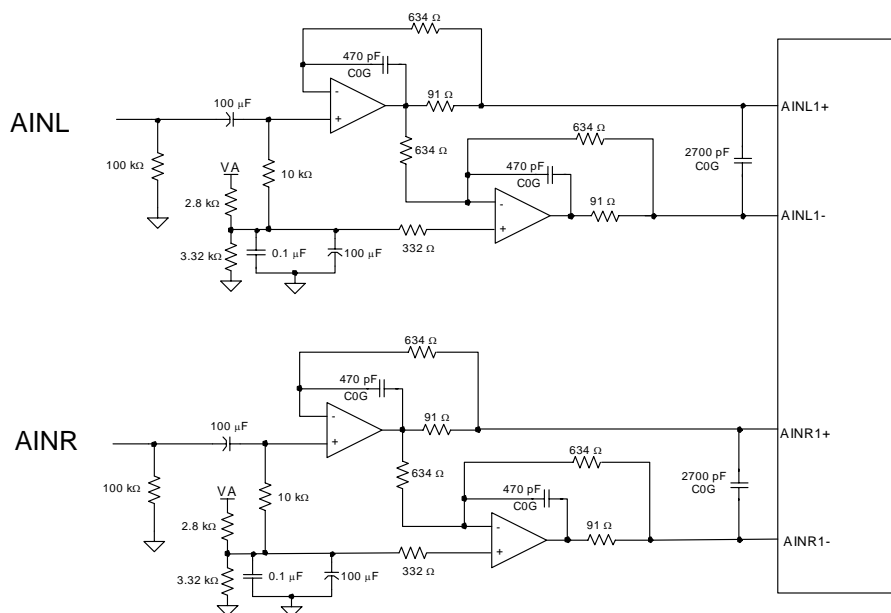 634 Ω
470 pF
C0G
100 µF
91 Ω
AINL1+
AINL
634 Ω
634 Ω
470 pF
C0G
2700 pF
C0G
100 kΩ
VA
10 kΩ
2.8 kΩ
91 Ω
AINL1-
3.32 kΩ
0.1 µF
100 µF
332 Ω
634 Ω
470 pF
C0G
100 µF
91 Ω
AINR1+
AINR
634 Ω
634 Ω
470 pF
C0G
2700 pF
C0G
100 kΩ
VA
10 kΩ
2.8 kΩ
91 Ω
AINR1-
3.32 kΩ
0.1 µF
100 µF
332 Ω